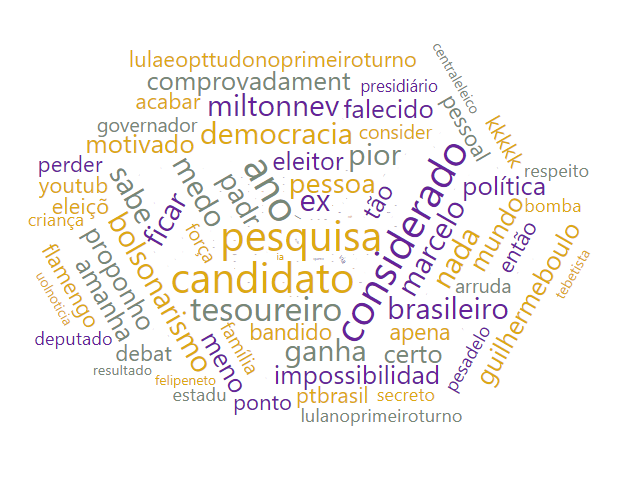 lulaeopttudonoprimeiroturno
centraleleico
comprovadament
presidiário
acabar
miltonnev
falecido
pessoal
kkkkk
governador
democracia
consider
motivado
medo
padr
ano
eleitor
pior
respeito
perder
sabe
pessoa
tão
considerado
política
youtub
eleiçõ
ficar
ex
marcelo
mundo
bomba
criança
bolsonarismo
força
pesquisa
nada
então
guilhermeboulo
tebetista
flamengo
proponho
candidato
arruda
uolnoticia
amanha
tesoureiro
brasileiro
deputado
debat
meno
família
bandido
ganha
apena
certo
pesadelo
resultado
felipeneto
impossibilidad
estadu
ponto
ptbrasil
secreto
lulanoprimeiroturno